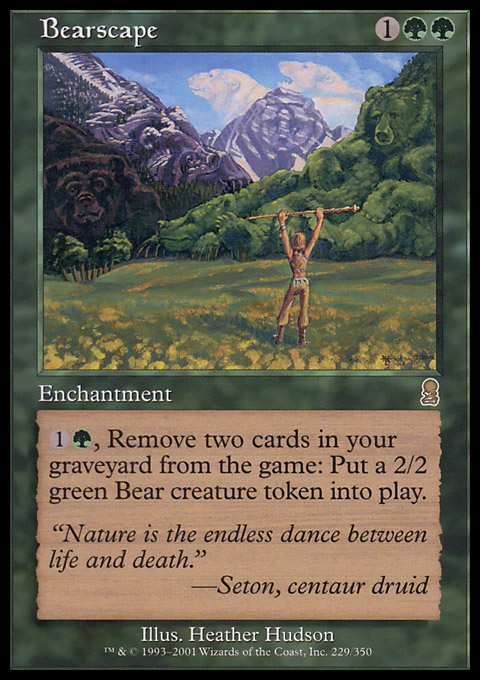 Bearscape 1
Enchantment
1 , Remove two cards in your
graveyard from the game: Put a 2/2
green Bear creature token into play.
“Nature is the endless dance between
life and death.”
—Seton, centaur druid
Illus. Heather Hudson
™ & © 1993–2001 Wizards of the Coast, Inc. 229/350